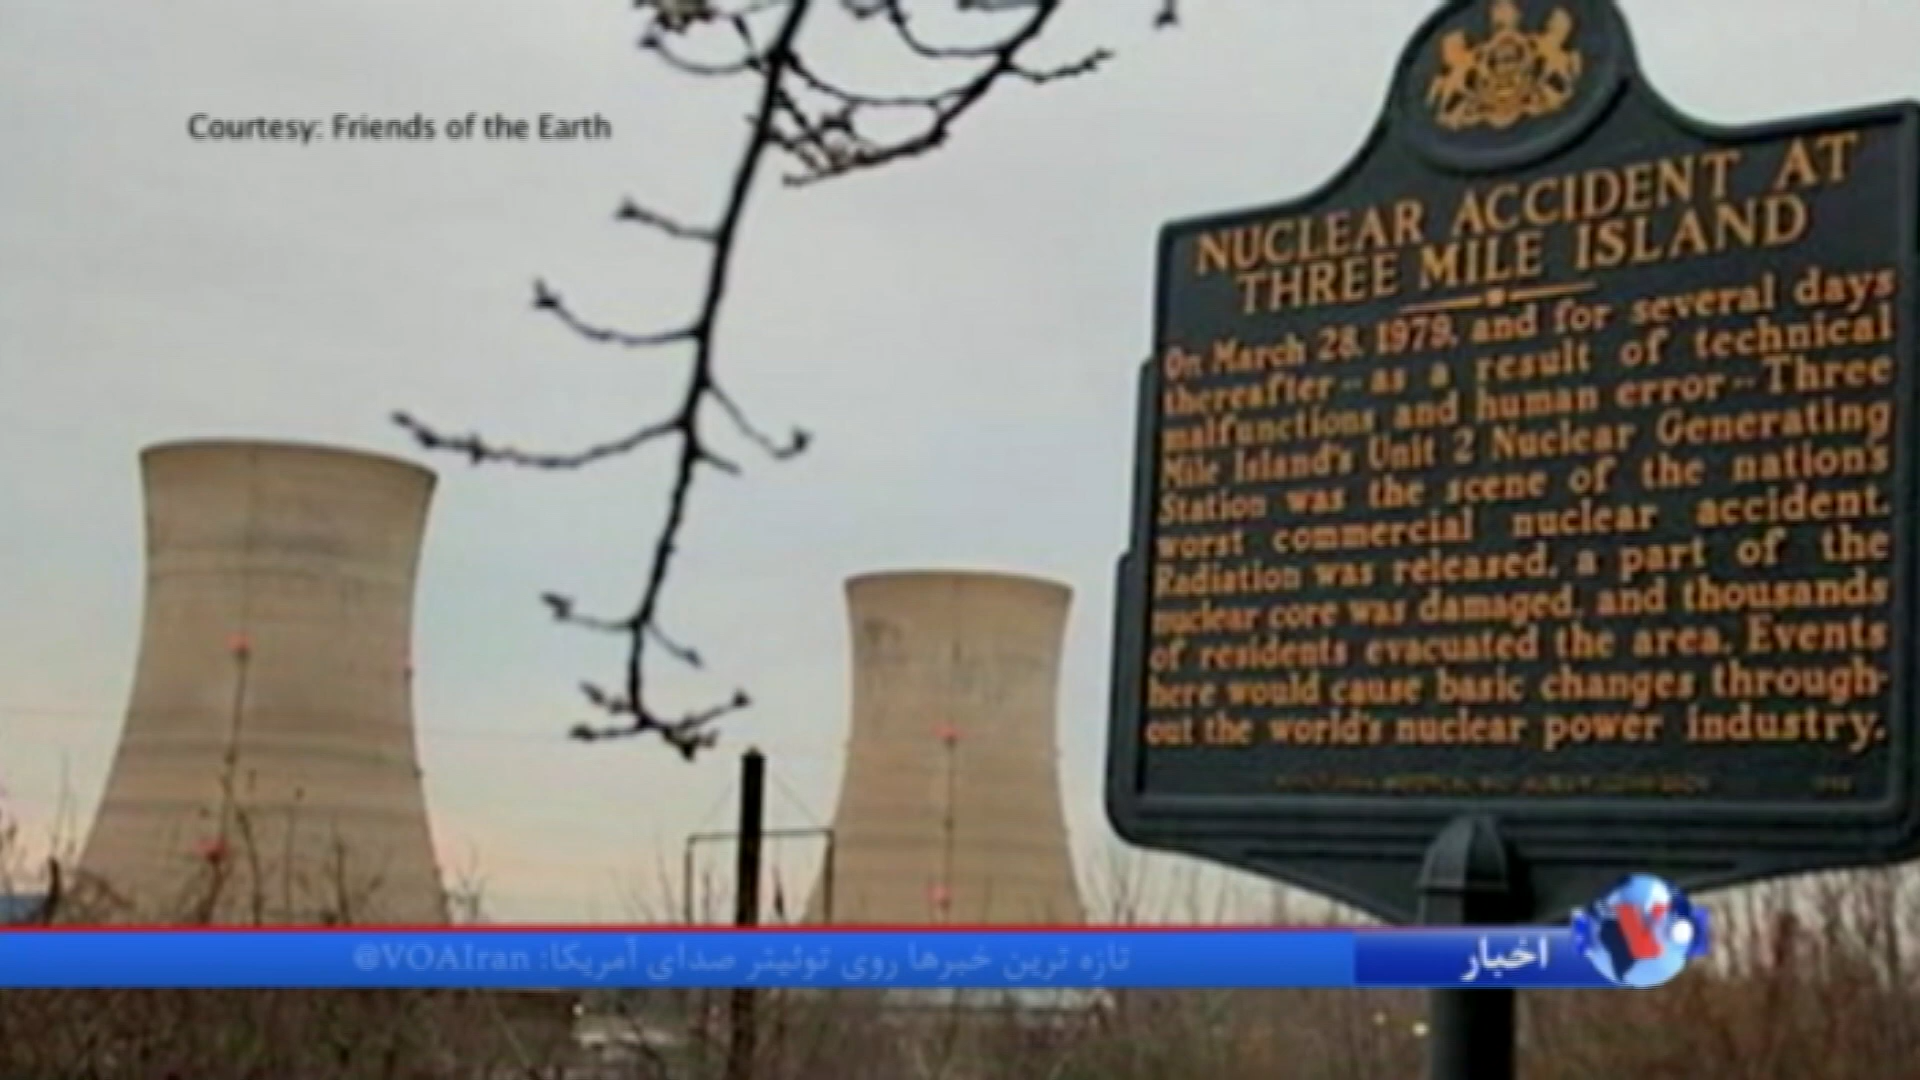 Courtesy: Friends of the Earth
NUCLEAR ACCIDENT AT
THREE MILE ISLAND
On March 28, 1979, and for several days
thereafter -- as a result of technical
malfunctions and human error -- Three
Mile Island's Unit 2 Nuclear Generating
Station was the scene of the nation's
worst commercial nuclear accident.
Radiation was released, a part of the
nuclear core was damaged, and thousands
of residents evacuated the area. Events
here would cause basic changes through-
out the world's nuclear power industry.
اخبار
تازه ترین خبرها روی توئیتر صدای آمریکا: @VOAIran